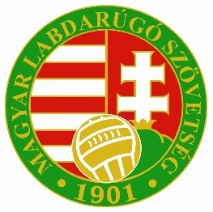 MAGYAR LABDARÚGÓ SZÖVETSÉG
• 1901 •